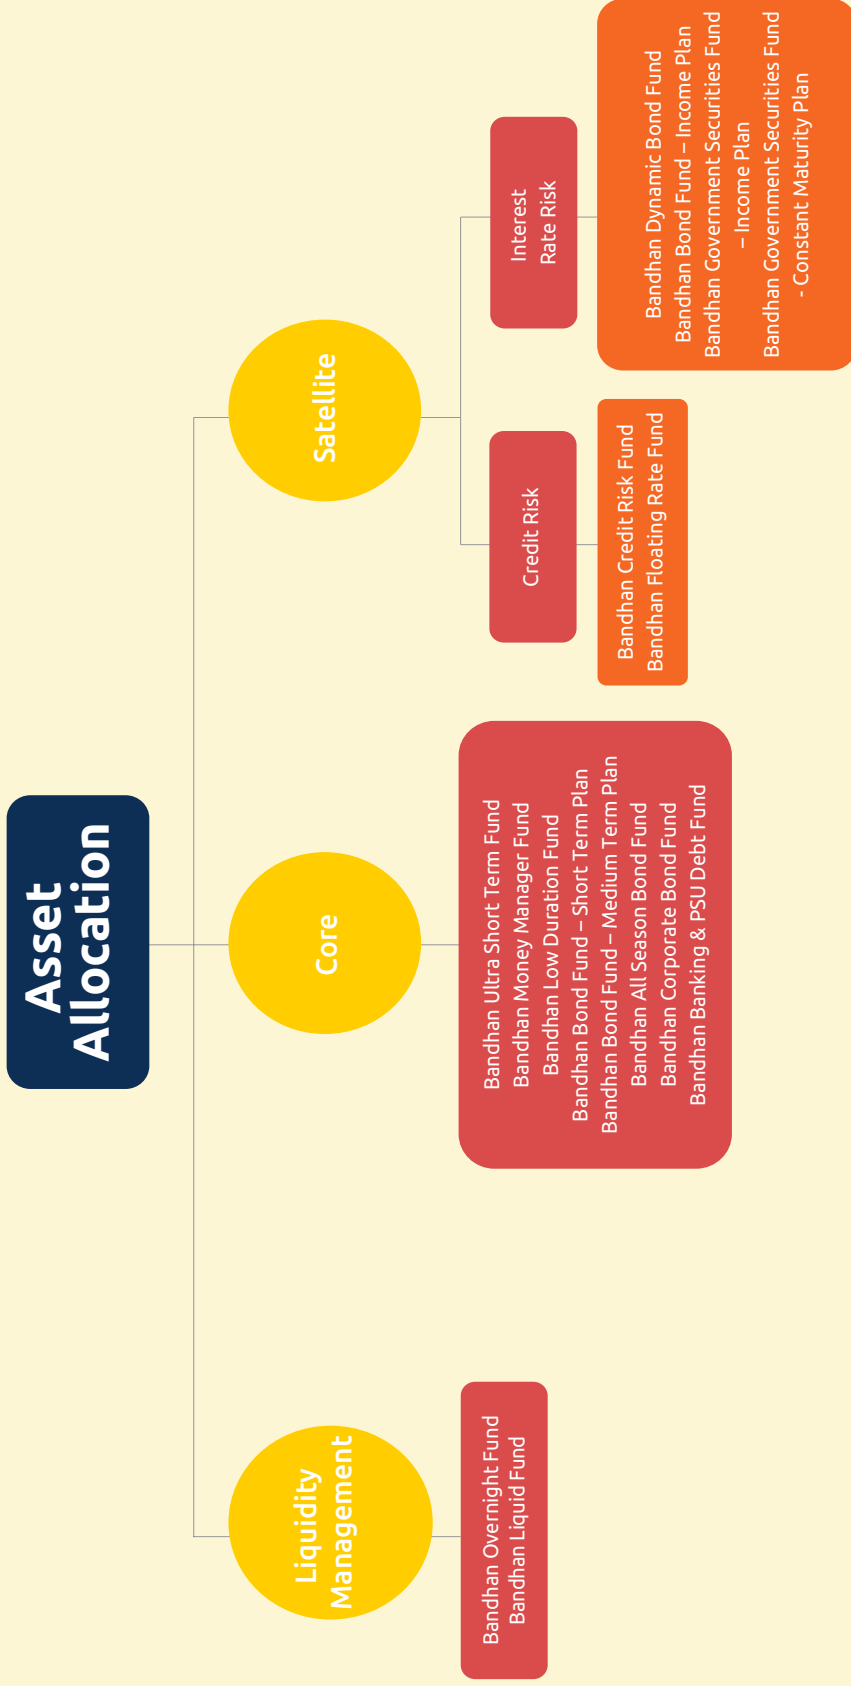 Asset
Allocation
Liquidity
Management
Core
Satellite
Bandhan Overnight Fund
Bandhan Liquid Fund
Bandhan Ultra Short Term Fund
Bandhan Money Manager Fund
Bandhan Low Duration Fund
Bandhan Bond Fund – Short Term Plan
Bandhan Bond Fund – Medium Term Plan
Bandhan All Season Bond Fund
Bandhan Corporate Bond Fund
Bandhan Banking & PSU Debt Fund
Credit Risk
Interest
Rate Risk
Bandhan Credit Risk Fund
Bandhan Floating Rate Fund
Bandhan Dynamic Bond Fund
Bandhan Bond Fund – Income Plan
Bandhan Government Securities Fund
– Income Plan
Bandhan Government Securities Fund
- Constant Maturity Plan